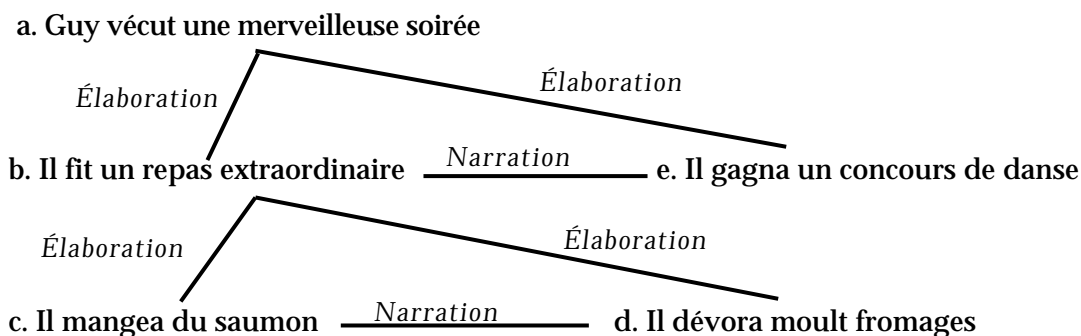 a. Guy vécut une merveilleuse soirée
Élaboration
Élaboration
b. Il fit un repas extraordinaire Narration e. Il gagna un concours de danse
Élaboration
Élaboration
c. Il mangea du saumon Narration d. Il dévora moult fromages